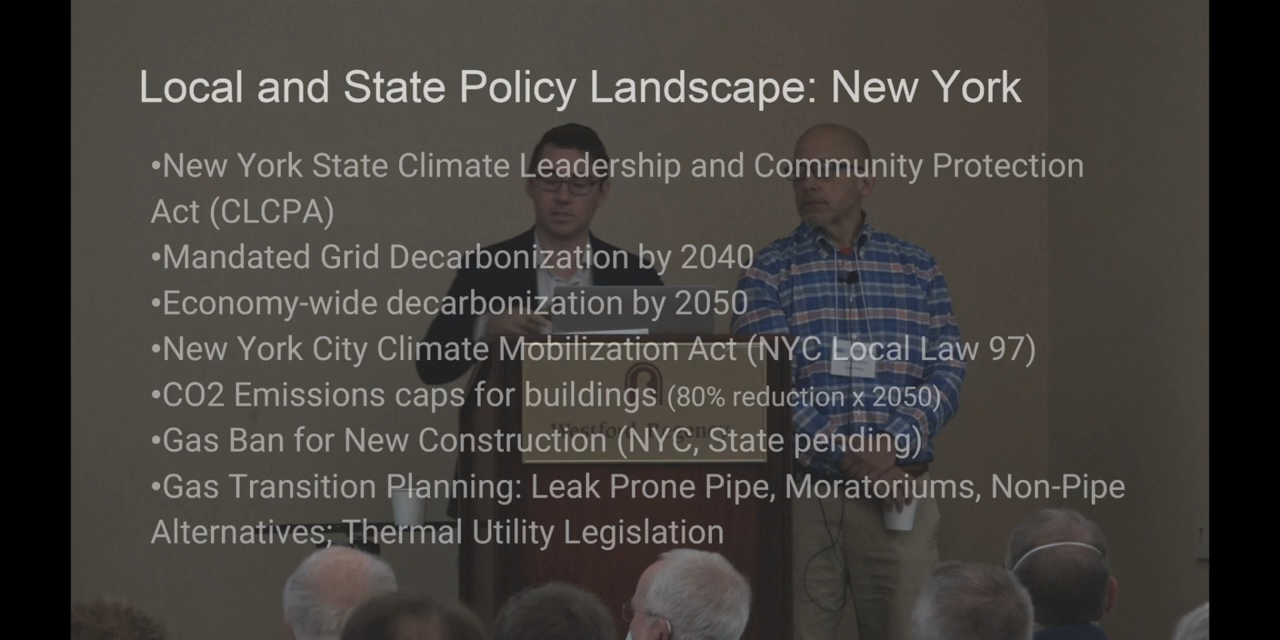 Local and State Policy Landscape: New York
•New York State Climate Leadership and Community Protection
Act (CLCPA)
•Mandated Grid Decarbonization by 2040
•Economy-wide decarbonization by 2050
•New York City Climate Mobilization Act (NYC Local Law 97)
•CO2 Emissions caps for buildings (80% reduction x 2050)
•Gas Ban for New Construction (NYC, State pending)
Westford Regency
•Gas Transition Planning: Leak Prone Pipe, Moratoriums, Non-Pipe
Alternatives; Thermal Utility Legislation